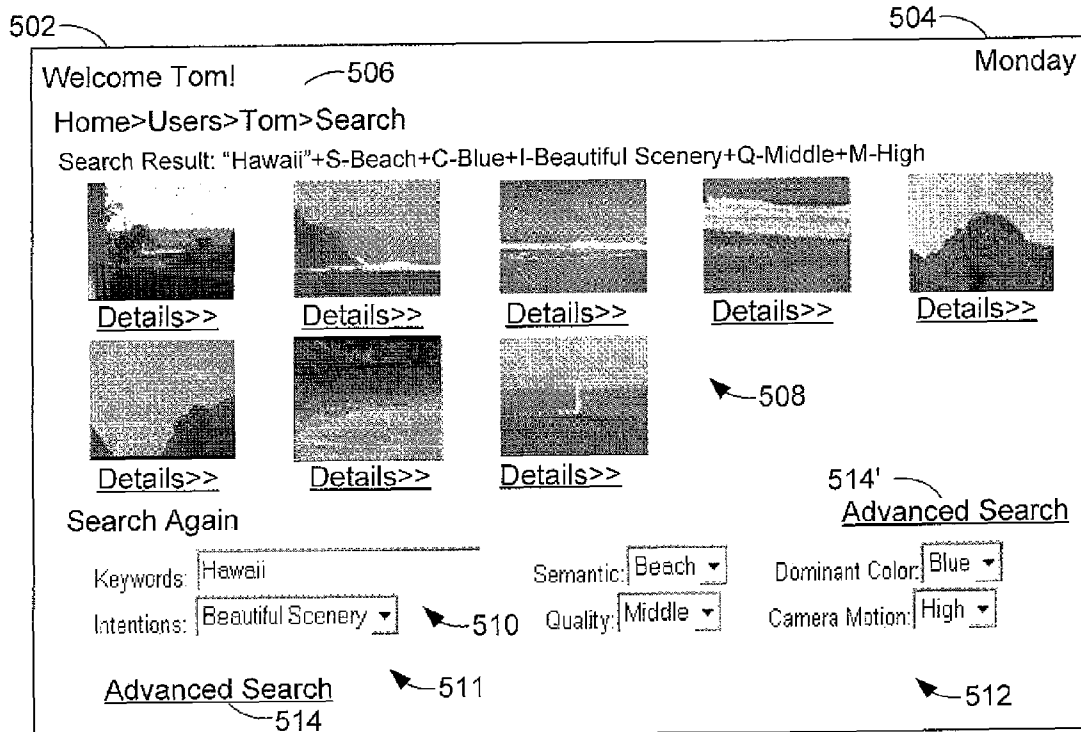 502
504
Welcome Tom!
506
Monday
Home>Users>Tom>Search
Search Result: "Hawaii"+S-Beach+C-Blue+I-Beautiful Scenery+Q-Middle+M-High
Details>> Details>> Details>> Details>> Details>>
508
Details>> Details>> Details>>
514'
Search Again
Advanced Search
Keywords: Hawaii Semantic: Beach Dominant Color: Blue
Intentions: Beautiful Scenery 510 Quality: Middle Camera Motion: High
Advanced Search
511
512
514